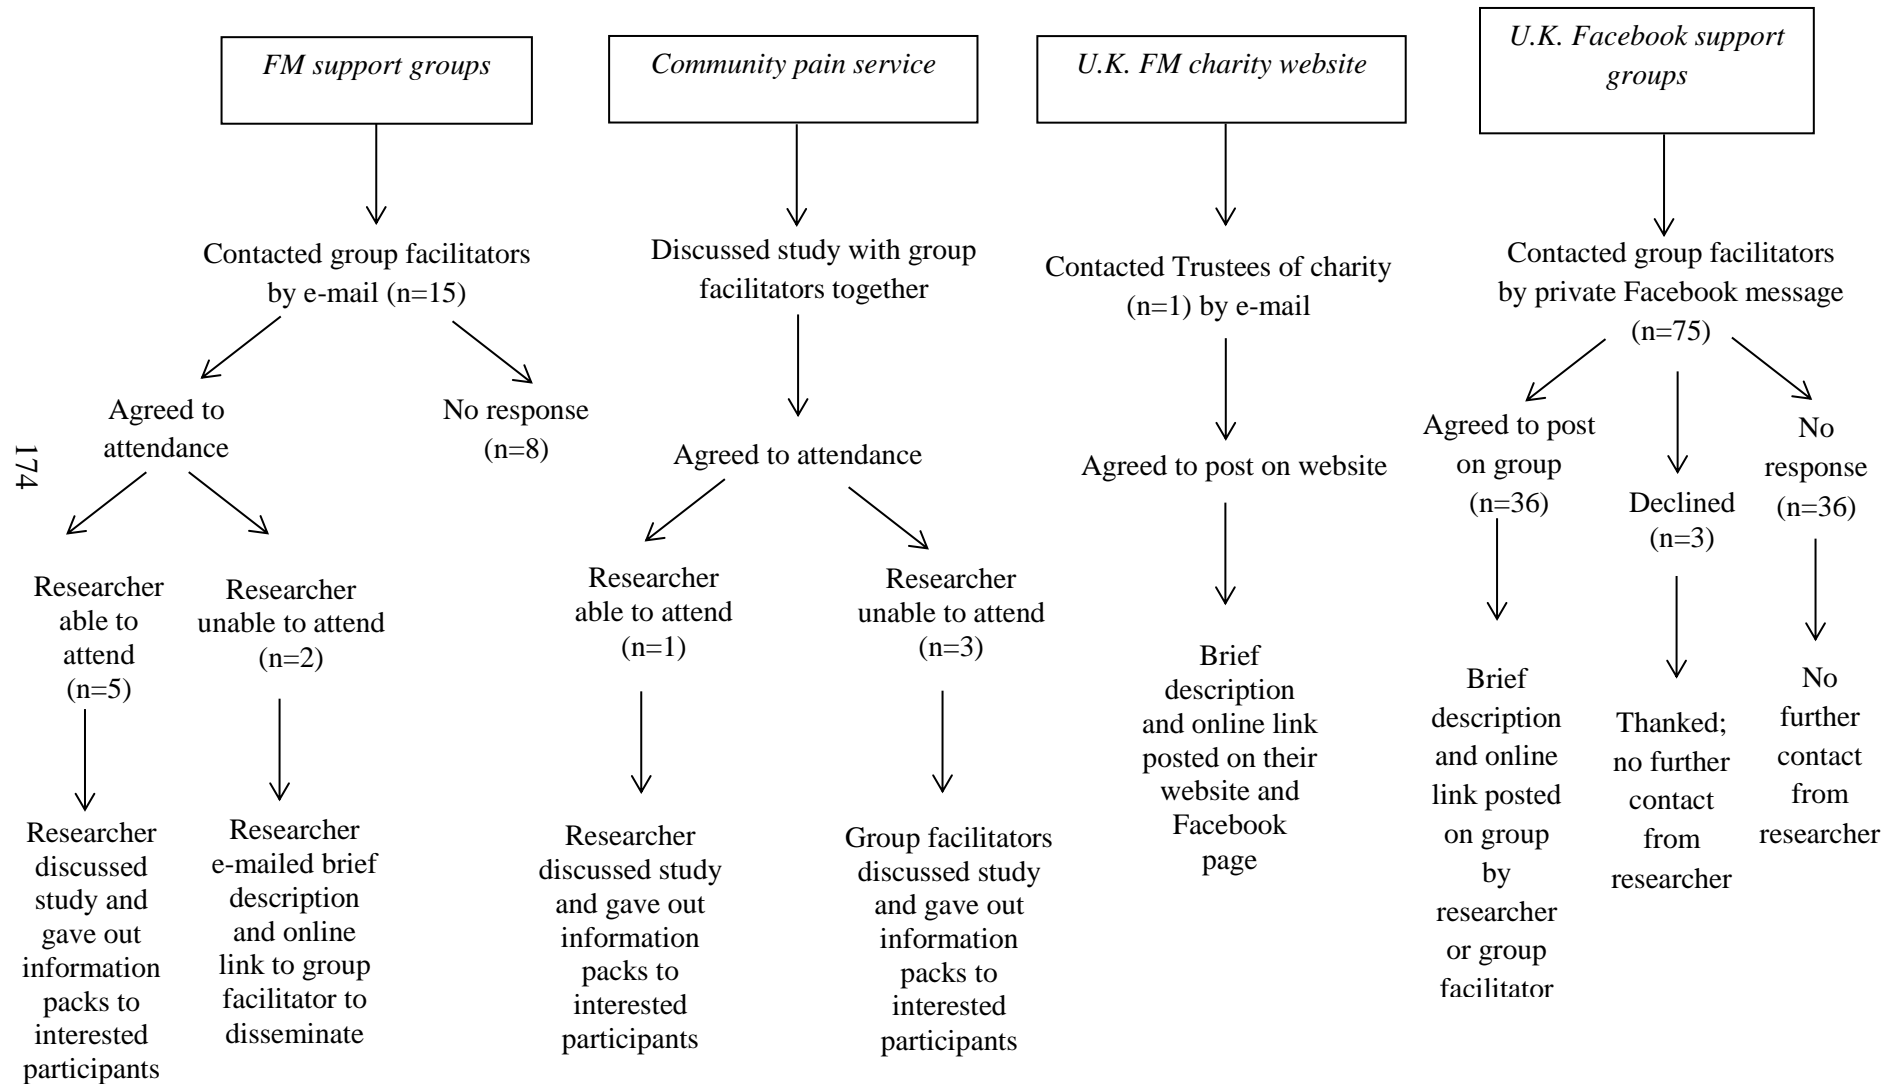 FM support groups
Contacted group facilitators
by e-mail (n=15)
Agreed to
attendance
No response
(n=8)
Researcher
able to
attend
(n=5)
Researcher
unable to attend
(n=2)
Researcher
discussed
study and
gave out
information
packs to
interested
participants
Researcher
e-mailed brief
description
and online
link to group
facilitator to
disseminate
Community pain service
Discussed study with group
facilitators together
Agreed to attendance
Researcher
able to attend
(n=1)
Researcher
unable to attend
(n=3)
Researcher
discussed study
and gave out
information
packs to
interested
participants
Group facilitators
discussed study
and gave out
information
packs to
interested
participants
U.K. FM charity website
Contacted Trustees of charity
(n=1) by e-mail
Agreed to post on website
Brief
description
and online link
posted on their
website and
Facebook
page
U.K. Facebook support
groups
Contacted group facilitators
by private Facebook message
(n=75)
Agreed to post
on group
(n=36)
Declined
(n=3)
No
response
(n=36)
Brief
description
and online
link posted
on group
by
researcher
or group
facilitator
Thanked;
no further
contact
from
researcher
No
further
contact
from
researcher
174